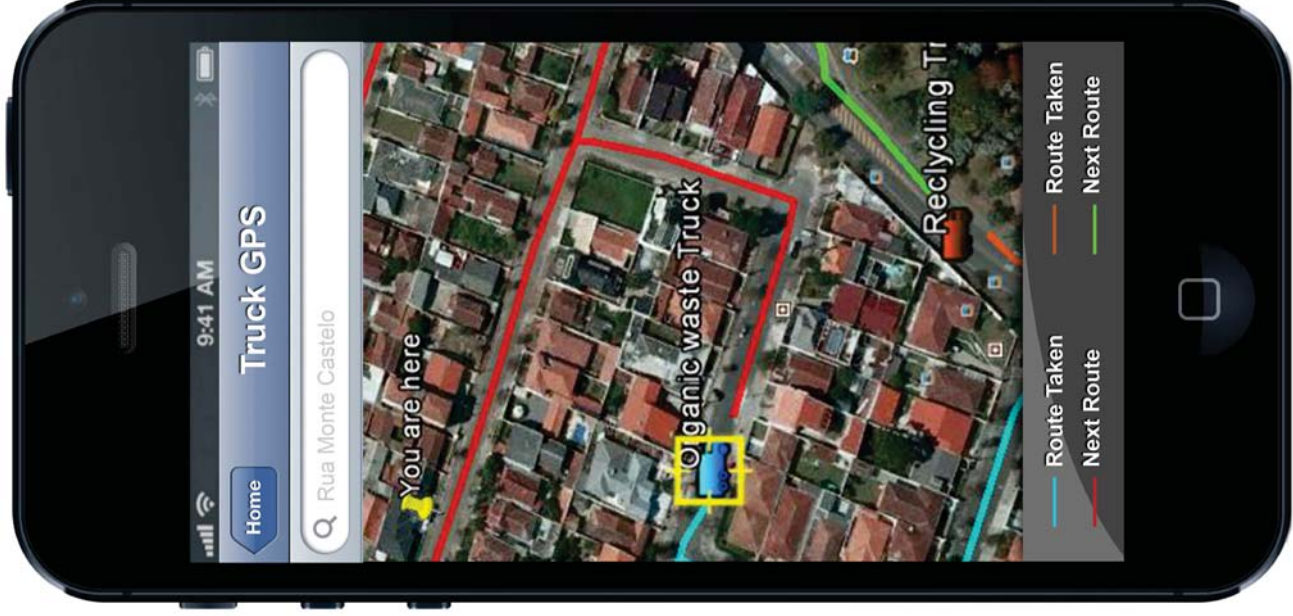 9:41 AM
Home
Truck GPS
Rua Monte Castelo
You are here
Organic waste Truck
Reclycling Tr
Route Taken
Next Route
Route Taken
Next Route